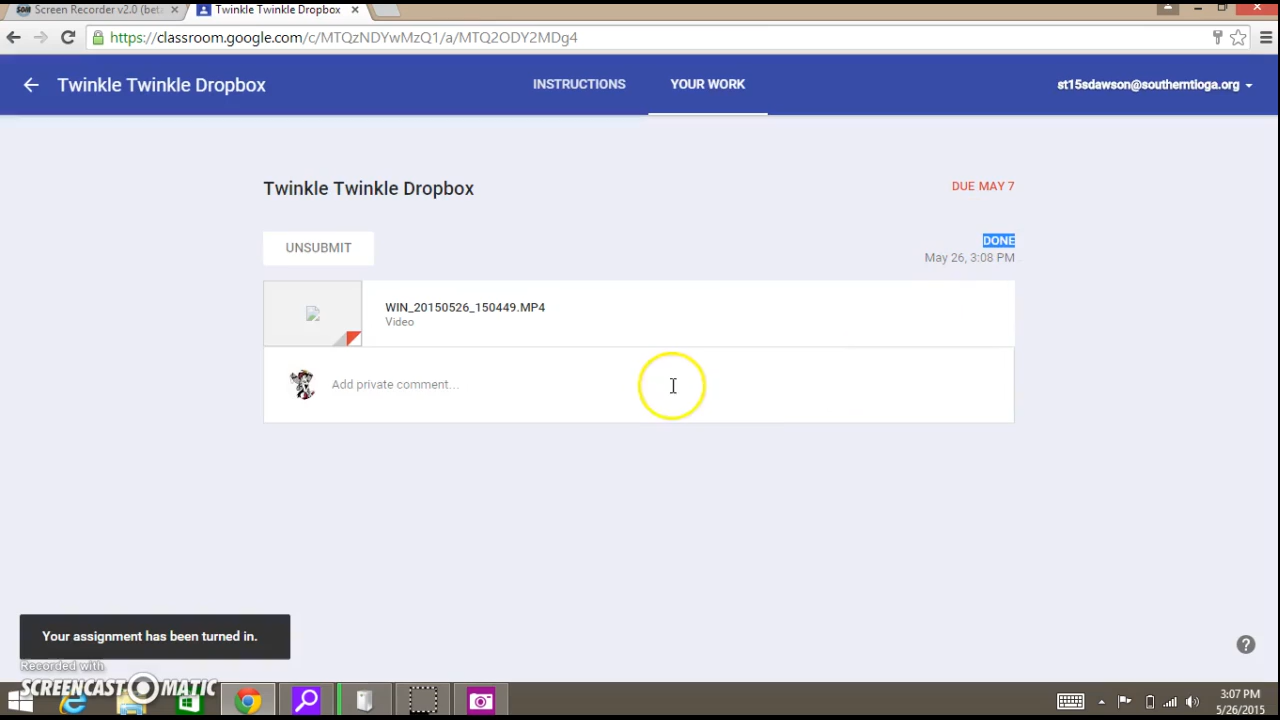 Screen Recorder v2.0 (bet
Twinkle Twinkle Dropbox
https://classroom.google.com/c/MTQzNDYwMzQ1/a/MTQ2ODY2MDg4
Twinkle Twinkle Dropbox
INSTRUCTIONS
YOUR WORK
st15sdawson@southerntioga.org
Twinkle Twinkle Dropbox
DUE MAY 7
UNSUBMIT
DONE
May 26, 3:08 PM
WIN_20150526_150449.MP4
Video
Add private comment...
Your assignment has been turned in.
Recorded with
SCREENCAST-O-MATIC
3:07 PM
5/26/2015